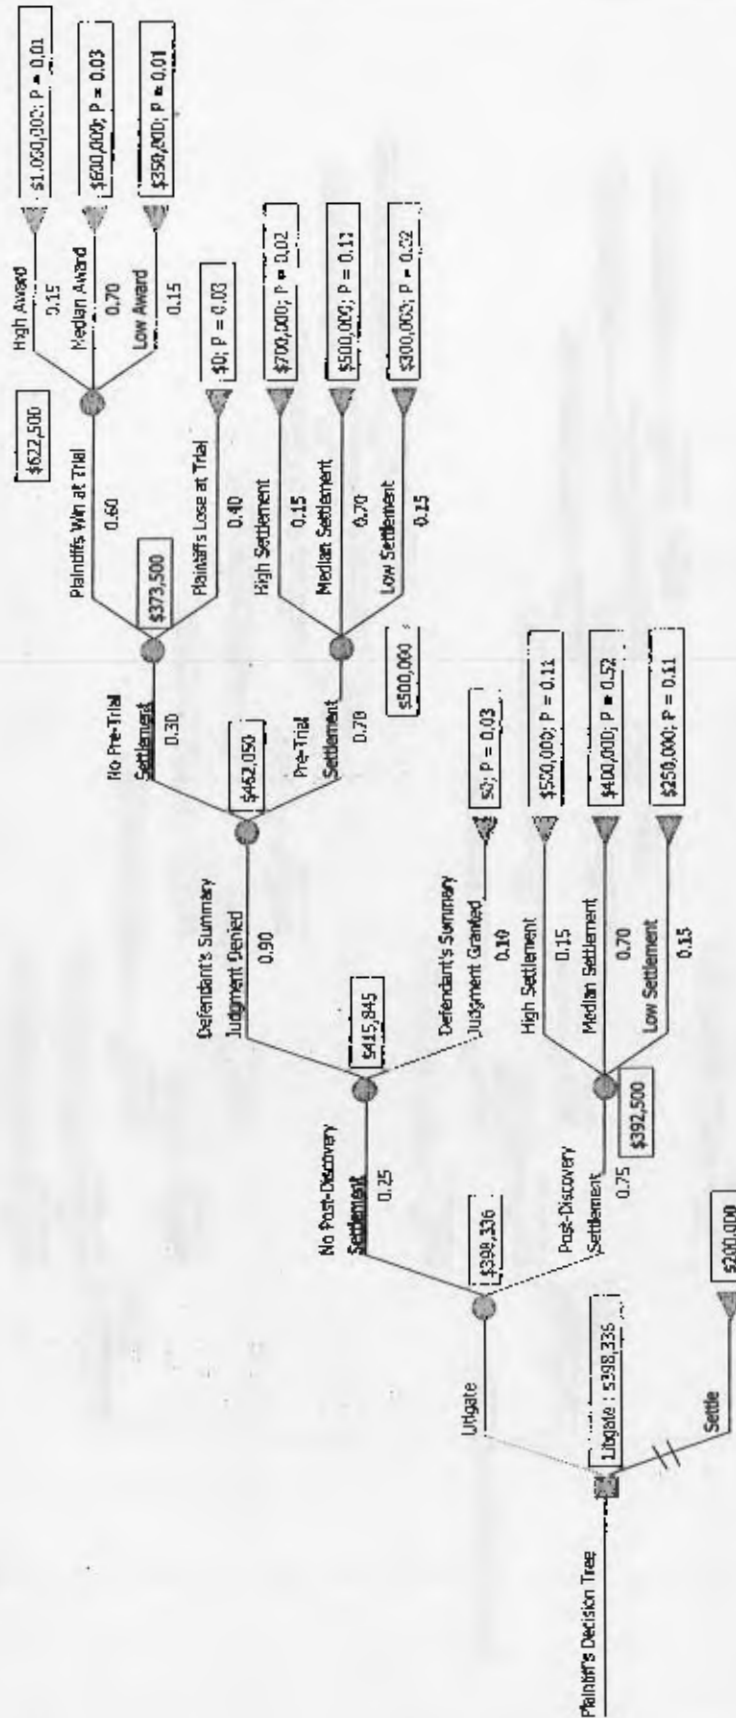 Plaintiff's Decision Tree
Litigate : $398,336
Settle
$200,000
Litigate
$398,336
No Post-Discovery
Settlement
0.25
$415,845
Defendant's Summary
Judgment Denied
0.90
$462,050
No Pre-Trial
Settlement
0.30
$373,500
Plaintiffs Win at Trial
0.60
$622,500
High Award
0.15
$1,000,000; P = 0.01
Median Award
0.70
$600,000; P = 0.03
Low Award
0.15
$350,000; P = 0.01
Plaintiffs Lose at Trial
0.40
$0; P = 0.03
Pre-Trial
Settlement
0.70
$500,000
High Settlement
0.15
$700,000; P = 0.02
Median Settlement
0.70
$500,000; P = 0.11
Low Settlement
0.15
$300,000; P = 0.02
Defendant's Summary
Judgment Granted
0.10
$0; P = 0.03
Post-Discovery
Settlement
0.75
$392,500
High Settlement
0.15
$500,000; P = 0.11
Median Settlement
0.70
$400,000; P = 0.52
Low Settlement
0.15
$250,000; P = 0.11